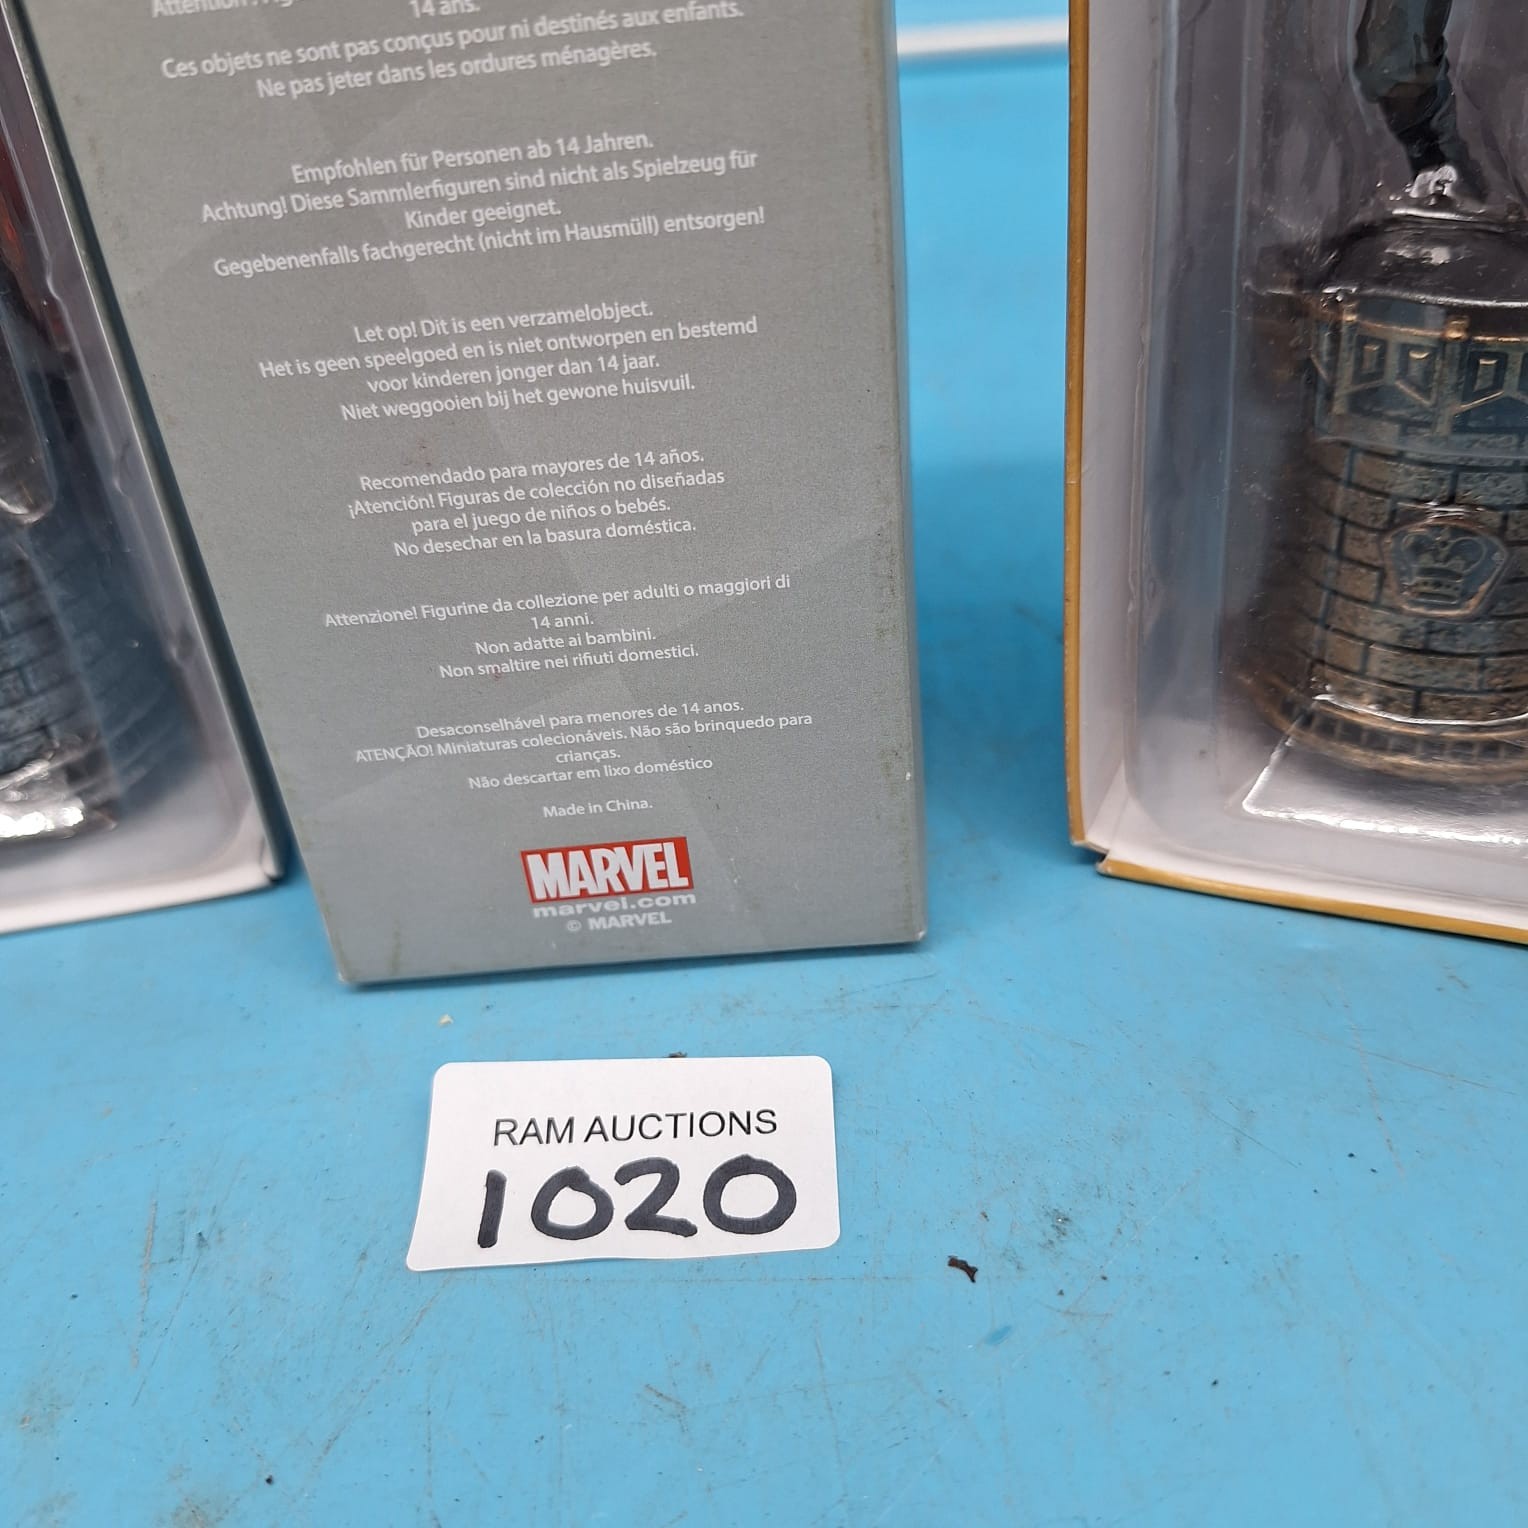 Attention
14 ans.
Ces objets ne sont pas conçus pour ni destinés aux enfants.
Ne pas jeter dans les ordures ménagères.
Empfohlen für Personen ab 14 Jahren.
Achtung! Diese Sammlerfiguren sind nicht als Spielzeug für
Kinder geeignet.
Gegebenenfalls fachgerecht (nicht im Hausmüll) entsorgen!
Let op! Dit is een verzamelobject.
Het is geen speelgoed en is niet ontworpen en bestemd
voor kinderen jonger dan 14 jaar.
Niet weggooien bij het gewone huisvuil.
Recomendado para mayores de 14 años.
¡Atención! Figuras de colección no diseñadas
para el juego de niños o bebés.
No desechar en la basura doméstica.
Attenzione! Figurine da collezione per adulti o maggiori di
14 anni.
Non adatte ai bambini.
Non smaltire nei rifiuti domestici.
Desaconselhável para menores de 14 anos.
ATENÇÃO! Miniaturas colecionáveis. Não são brinquedo para
crianças.
Não descartar em lixo doméstico
Made in China.
MARVEL
marvel.com
© MARVEL
RAM AUCTIONS
1020